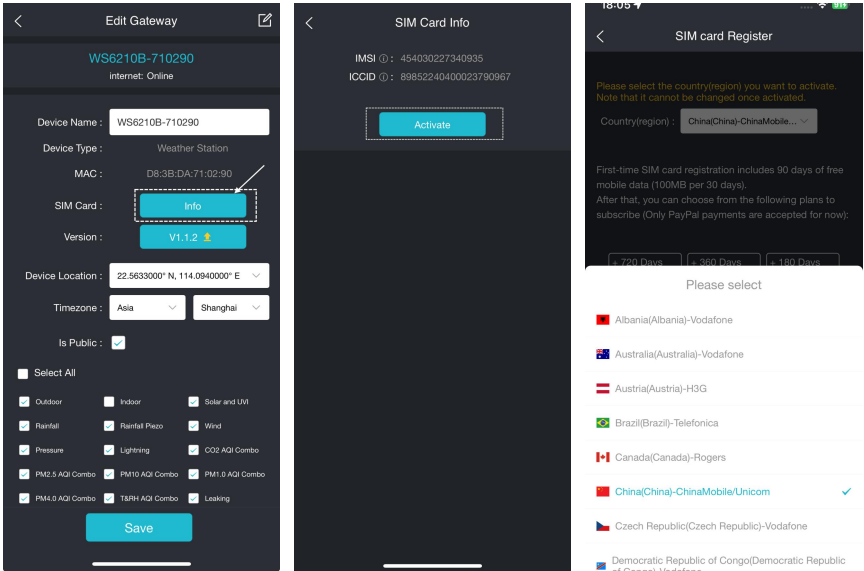 Edit Gateway
WS6210B-710290
internet: Online
Device Name : WS6210B-710290
Device Type : Weather Station
MAC : D8:3B:DA:71:02:90
SIM Card : Info
Version : V1.1.2
Device Location : 22.5633000° N, 114.0940000° E
Timezone : Asia Shanghai
Is Public :
Select All
Outdoor Indoor Solar and UVI
Rainfall Rainfall Piezo Wind
Pressure Lightning CO2 AQI Combo
PM2.5 AQI Combo PM10 AQI Combo PM1.0 AQI Combo
PM4.0 AQI Combo T&RH AQI Combo Leaking
Save
SIM Card Info
IMSI : 454030227340935
ICCID : 89852240400023790967
Activate
18:05
91
SIM card Register
Please select the country(region) you want to activate.
Note that it cannot be changed once activated.
Country(region) : China(China)-ChinaMobile...
First-time SIM card registration includes 90 days of free
mobile data (100MB per 30 days).
After that, you can choose from the following plans to
subscribe (Only PayPal payments are accepted for now):
+ 720 Days + 360 Days + 180 Days
Please select
Albania(Albania)-Vodafone
Australia(Australia)-Vodafone
Austria(Austria)-H3G
Brazil(Brazil)-Telefonica
Canada(Canada)-Rogers
China(China)-ChinaMobile/Unicom
Czech Republic(Czech Republic)-Vodafone
Democratic Republic of Congo(Democratic Republic
of Congo)-Vodafone